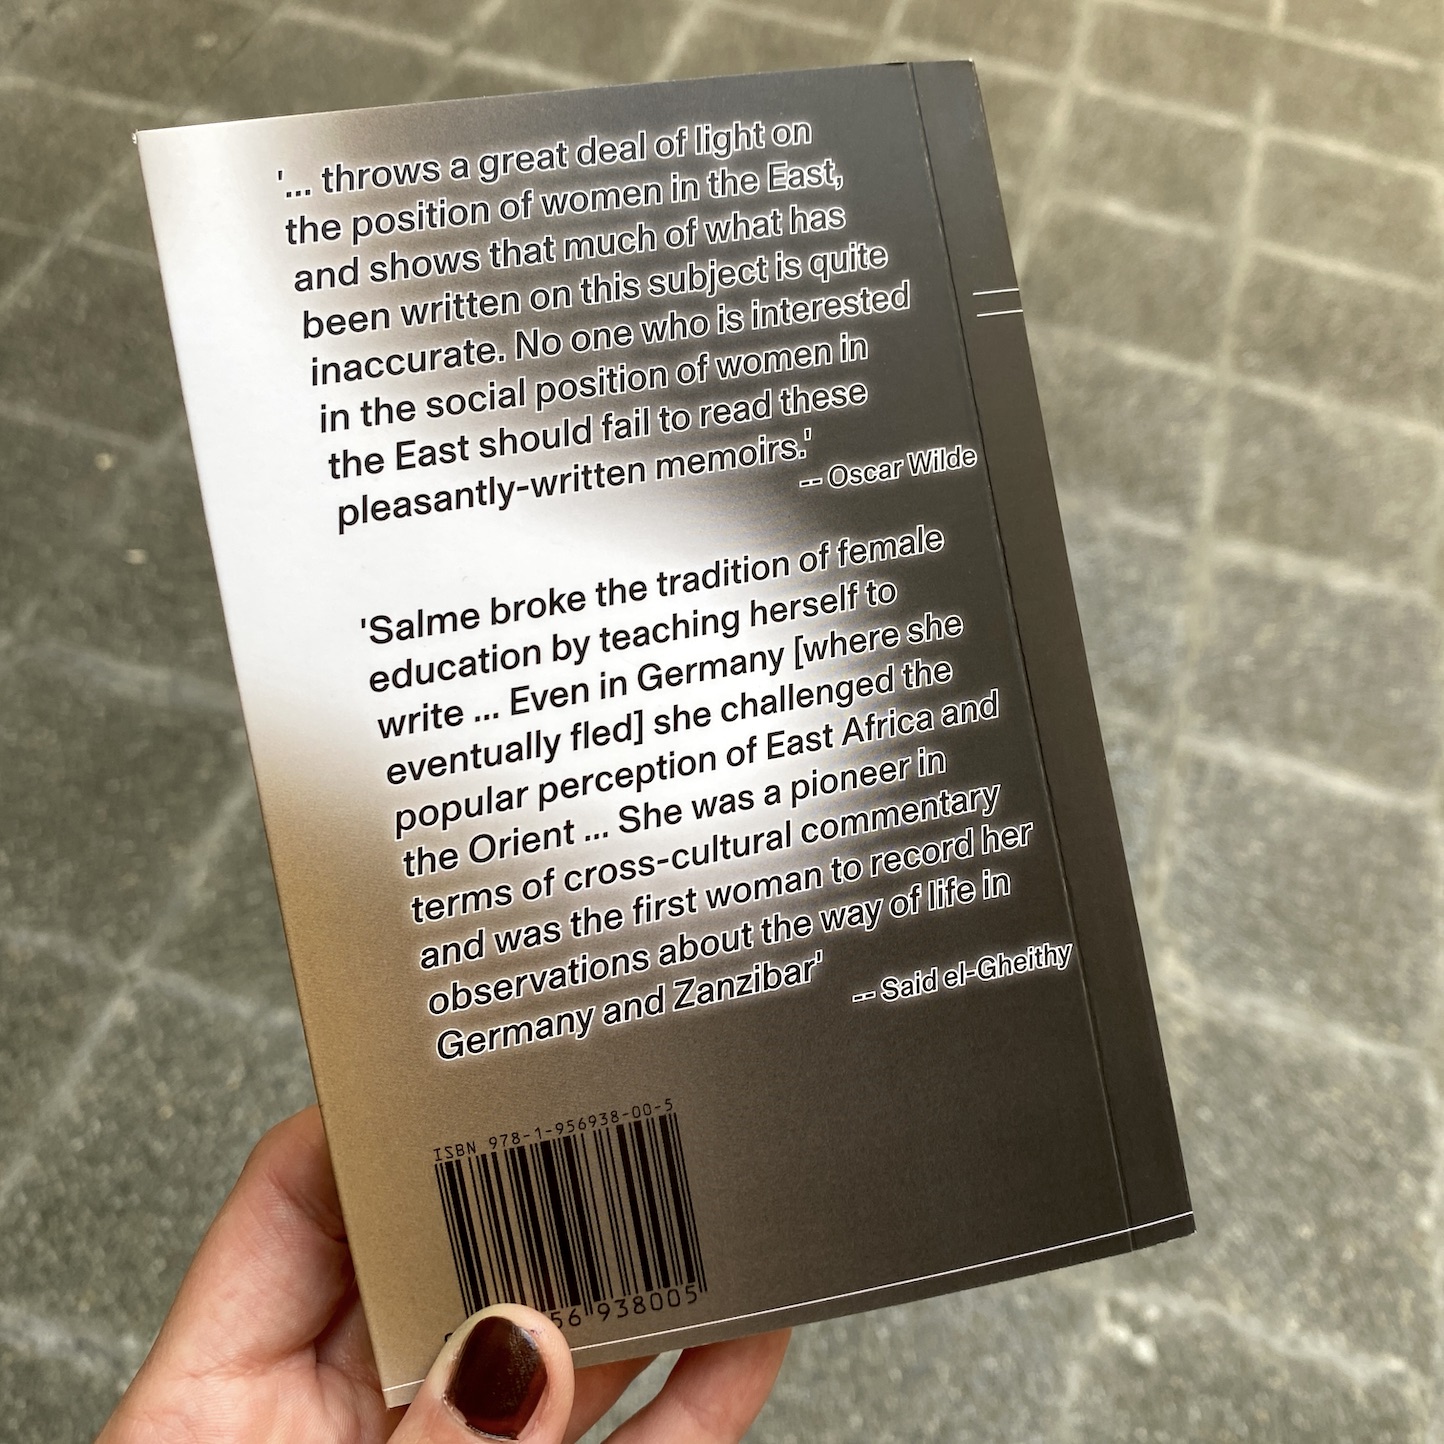 '... throws a great deal of light on
the position of women in the East,
and shows that much of what has
been written on this subject is quite
inaccurate. No one who is interested
in the social position of women in
the East should fail to read these
pleasantly-written memoirs.'
-- Oscar Wilde
'Salme broke the tradition of female
education by teaching herself to
write ... Even in Germany [where she
eventually fled] she challenged the
popular perception of East Africa and
the Orient ... She was a pioneer in
terms of cross-cultural commentary
and was the first woman to record her
observations about the way of life in
Germany and Zanzibar'
-- Said el-Gheithy
ISBN 978-1-956938-00-5
56 938005